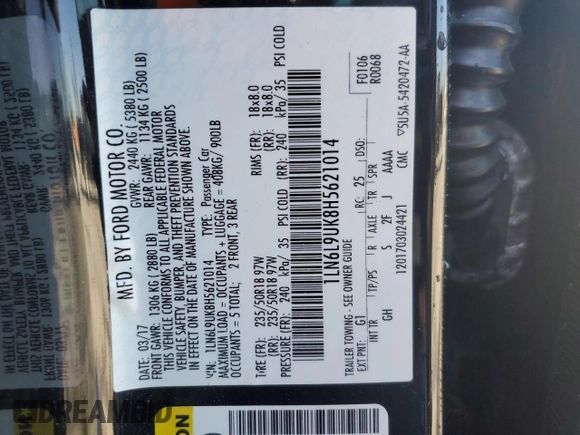 MFD. BY FORD MOTOR CO.
DATE: 03/17
GVWR: 2440 KG ( 5380 LB)
FRONT GAWR: 1306 KG ( 2880 LB)
REAR GAWR: 1134 KG ( 2500 LB)
THIS VEHICLE CONFORMS TO ALL APPLICABLE FEDERAL MOTOR
VEHICLE SAFETY, BUMPER, AND THEFT PREVENTION STANDARDS
IN EFFECT ON THE DATE OF MANUFACTURE SHOWN ABOVE.
VIN: 1LN6L9UK8H5621014
TYPE: Passenger Car
MAXIMUM LOAD = OCCUPANTS + LUGGAGE = 408KG/ 900LB
OCCUPANTS = 5 TOTAL: 2 FRONT, 3 REAR
TIRE (FR): 235/50R18 97W RIMS (FR): 18x8.0
(RR): 235/50R18 97W (RR): 18x8.0
PRESSURE (FR): 240 kPa/ 35 PSI COLD (RR): 240 kPa/ 35 PSI COLD
1LN6L9UK8H5621014
TRAILER TOWING - SEE OWNER GUIDE
EXT PNT: G1 RC: 25 DSO:
INT TR TP/PS R AXLE TR SPR
GH S 2F J AAAA
1201703024421 CMC
F0106
R0068
5U5A-5420472-AA
DREAMBID